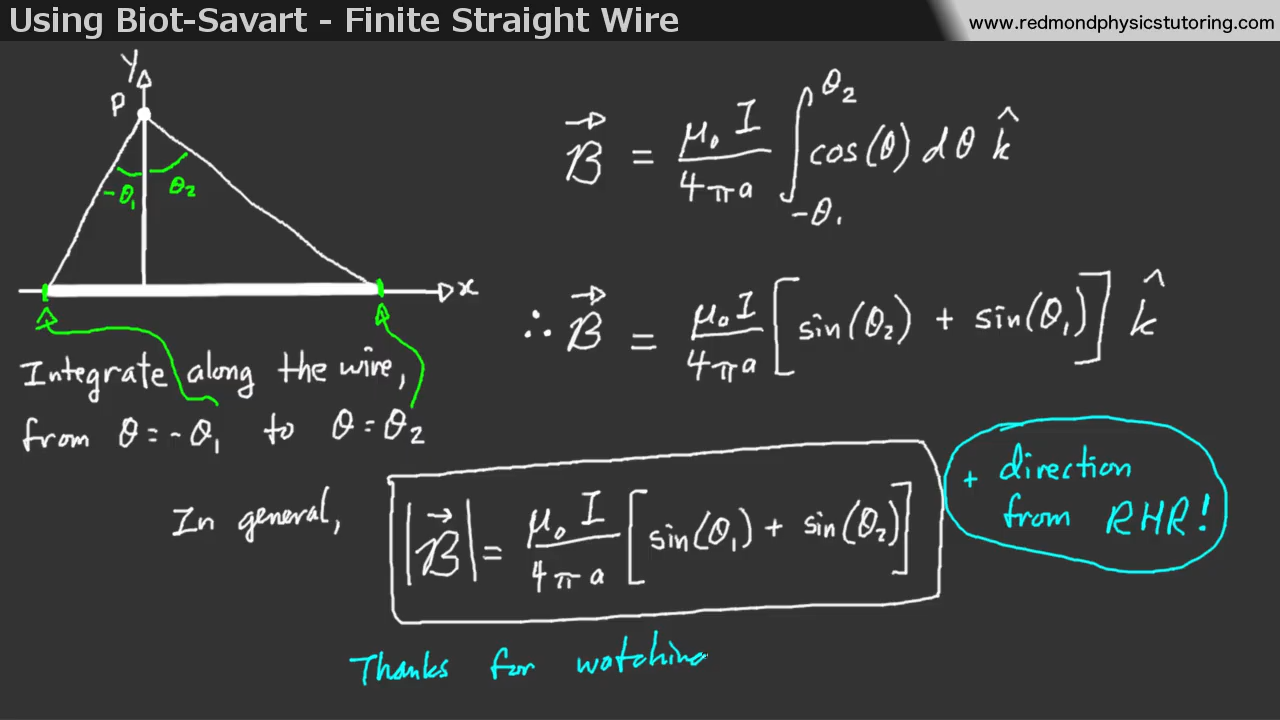 Using Biot-Savart - Finite Straight Wire
www.redmondphysicstutoring.com
y
P
-θ₁ θ₂
x
Integrate along the wire,
from θ = -θ₁ to θ = θ₂
B⃗ = μ₀ I / 4πa ∫_{-θ₁}^{θ₂} cos(θ) dθ k̂
∴ B⃗ = μ₀ I / 4πa [sin(θ₂) + sin(θ₁)] k̂
In general,
|B⃗| = μ₀ I / 4πa [sin(θ₁) + sin(θ₂)]
+ direction
from RHR!
Thanks for watching